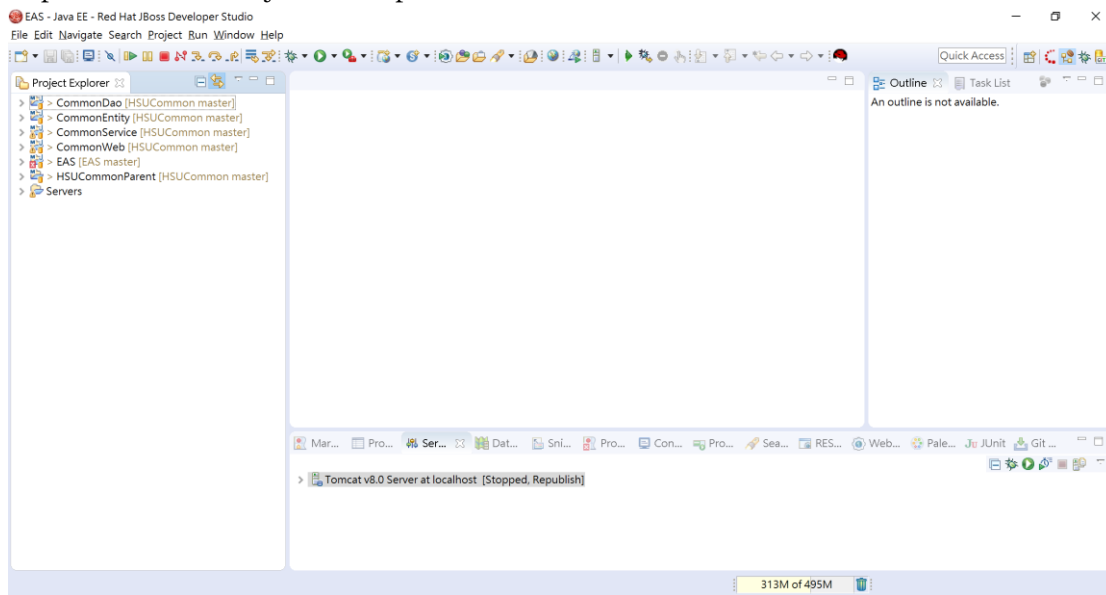 EAS - Java EE - Red Hat JBoss Developer Studio
File Edit Navigate Search Project Run Window Help
Quick Access
Project Explorer
Outline Task List
> CommonDao [HSUCommon master]
An outline is not available.
> CommonEntity [HSUCommon master]
> CommonService [HSUCommon master]
> CommonWeb [HSUCommon master]
> EAS [EAS master]
> HSUCommonParent [HSUCommon master]
Servers
Mar... Pro... Ser... Dat... Sni... Pro... Con... Pro... Sea... RES... Web... Pale... Ju JUnit Git ...
Tomcat v8.0 Server at localhost [Stopped, Republish]
313M of 495M